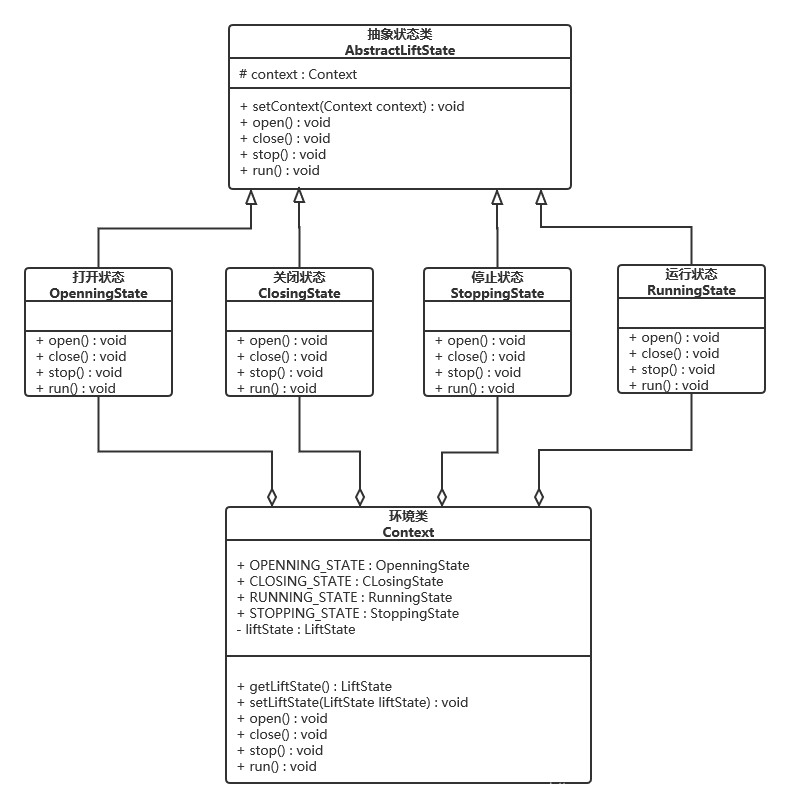 抽象状态类
AbstractLiftState
# context : Context
+ setContext(Context context) : void
+ open() : void
+ close() : void
+ stop() : void
+ run() : void
打开状态
OpenningState
+ open() : void
+ close() : void
+ stop() : void
+ run() : void
关闭状态
ClosingState
+ open() : void
+ close() : void
+ stop() : void
+ run() : void
停止状态
StoppingState
+ open() : void
+ close() : void
+ stop() : void
+ run() : void
运行状态
RunningState
+ open() : void
+ close() : void
+ stop() : void
+ run() : void
环境类
Context
+ OPENNING_STATE : OpenningState
+ CLOSING_STATE : CLosingState
+ RUNNING_STATE : RunningState
+ STOPPING_STATE : StoppingState
- liftState : LiftState
+ getLiftState() : LiftState
+ setLiftState(LiftState liftState) : void
+ open() : void
+ close() : void
+ stop() : void
+ run() : void